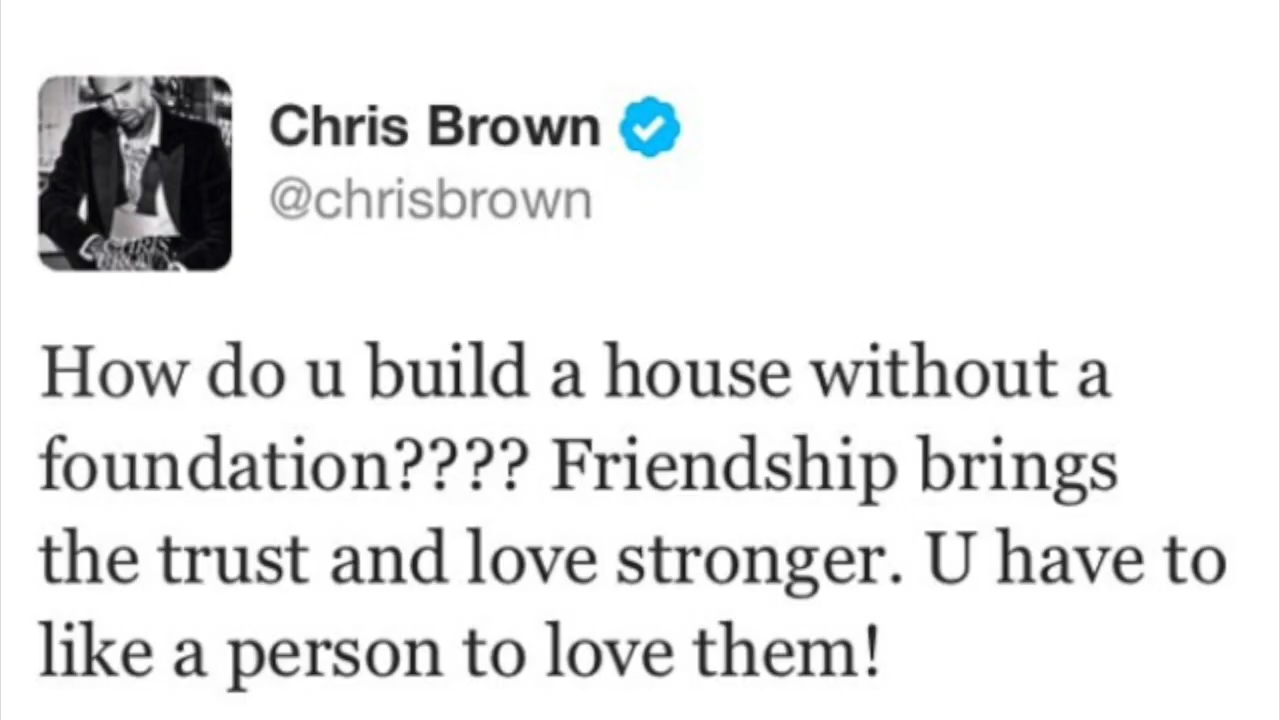 Chris Brown
@chrisbrown
How do u build a house without a
foundation???? Friendship brings
the trust and love stronger. U have to
like a person to love them!